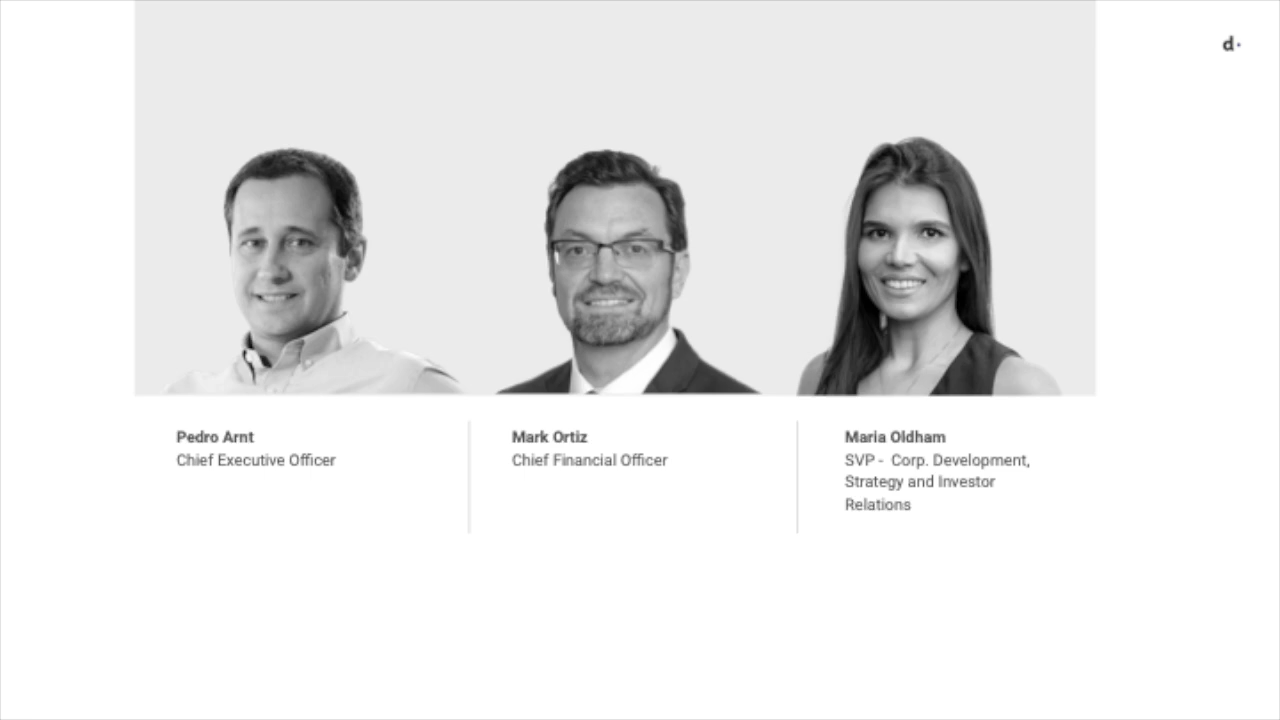 d·
Pedro Arnt
Chief Executive Officer
Mark Ortiz
Chief Financial Officer
Maria Oldham
SVP - Corp. Development,
Strategy and Investor
Relations